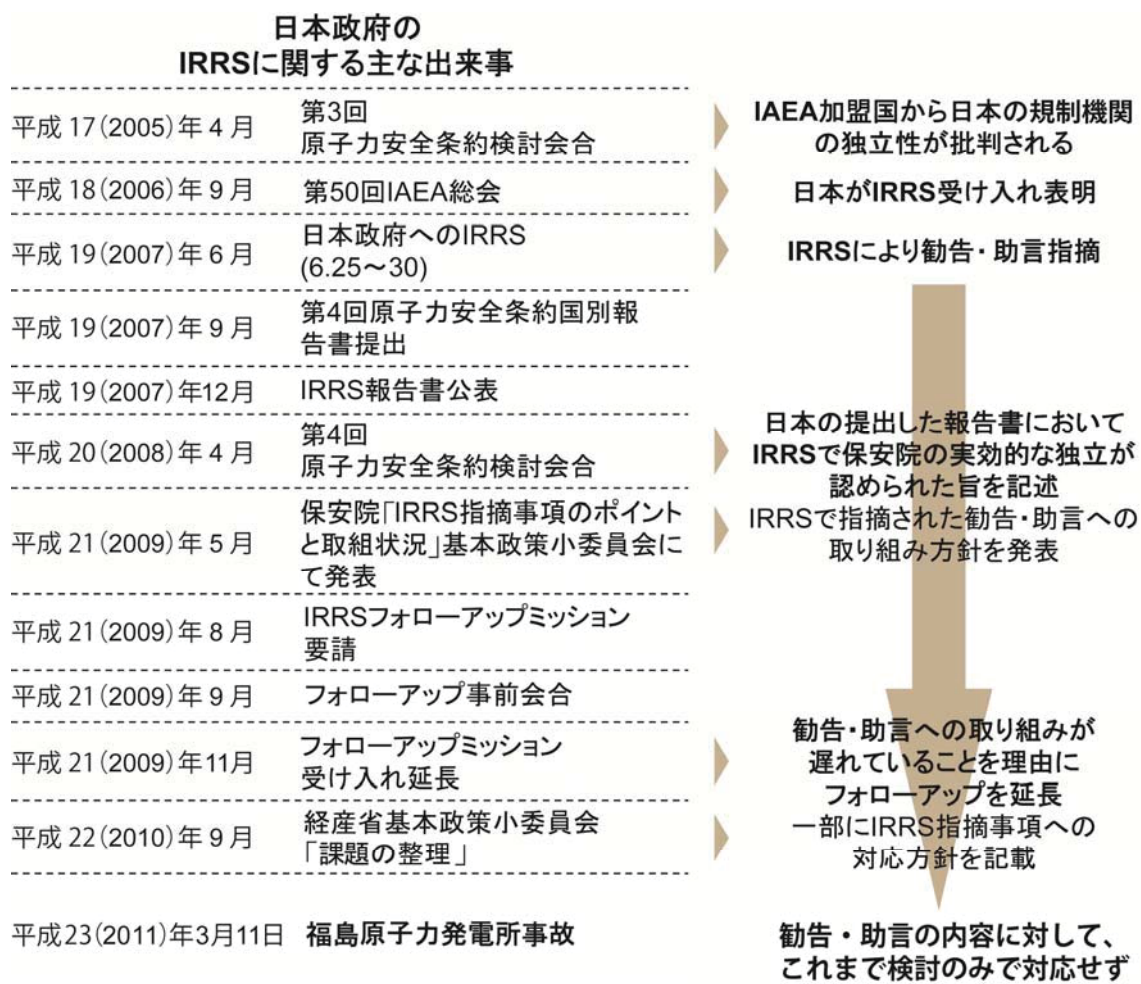 日本政府の
IRRSに関する主な出来事
平成 17(2005)年 4 月
第3回
原子力安全条約検討会合
IAEA加盟国から日本の規制機関
の独立性が批判される
平成 18(2006)年 9 月
第50回IAEA総会
日本がIRRS受け入れ表明
平成 19(2007)年 6 月
日本政府へのIRRS
(6.25～30)
IRRSにより勧告・助言指摘
平成 19(2007)年 9 月
第4回原子力安全条約国別報
告書提出
平成 19(2007)年12月
IRRS報告書公表
平成 20(2008)年 4 月
第4回
原子力安全条約検討会合
日本の提出した報告書において
IRRSで保安院の実効的な独立が
認められた旨を記述
平成 21(2009)年 5 月
保安院「IRRS指摘事項のポイント
と取組状況」基本政策小委員会に
て発表
IRRSで指摘された勧告・助言への
取り組み方針を発表
平成 21(2009)年 8 月
IRRSフォローアップミッション
要請
平成 21(2009)年 9 月
フォローアップ事前会合
平成 21(2009)年11月
フォローアップミッション
受け入れ延長
勧告・助言への取り組みが
遅れていることを理由に
フォローアップを延長
平成 22(2010)年 9 月
経産省基本政策小委員会
「課題の整理」
一部にIRRS指摘事項への
対応方針を記載
平成23(2011)年3月11日
福島原子力発電所事故
勧告・助言の内容に対して、
これまで検討のみで対応せず